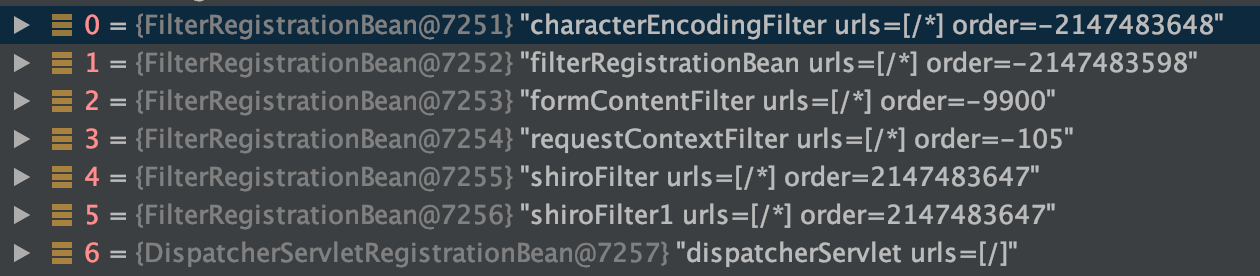 0 = {FilterRegistrationBean@7251} "characterEncodingFilter urls=[/*] order=-2147483648"
1 = {FilterRegistrationBean@7252} "filterRegistrationBean urls=[/*] order=-2147483598"
2 = {FilterRegistrationBean@7253} "formContentFilter urls=[/*] order=-9900"
3 = {FilterRegistrationBean@7254} "requestContextFilter urls=[/*] order=-105"
4 = {FilterRegistrationBean@7255} "shiroFilter urls=[/*] order=2147483647"
5 = {FilterRegistrationBean@7256} "shiroFilter1 urls=[/*] order=2147483647"
6 = {DispatcherServletRegistrationBean@7257} "dispatcherServlet urls=[/]"